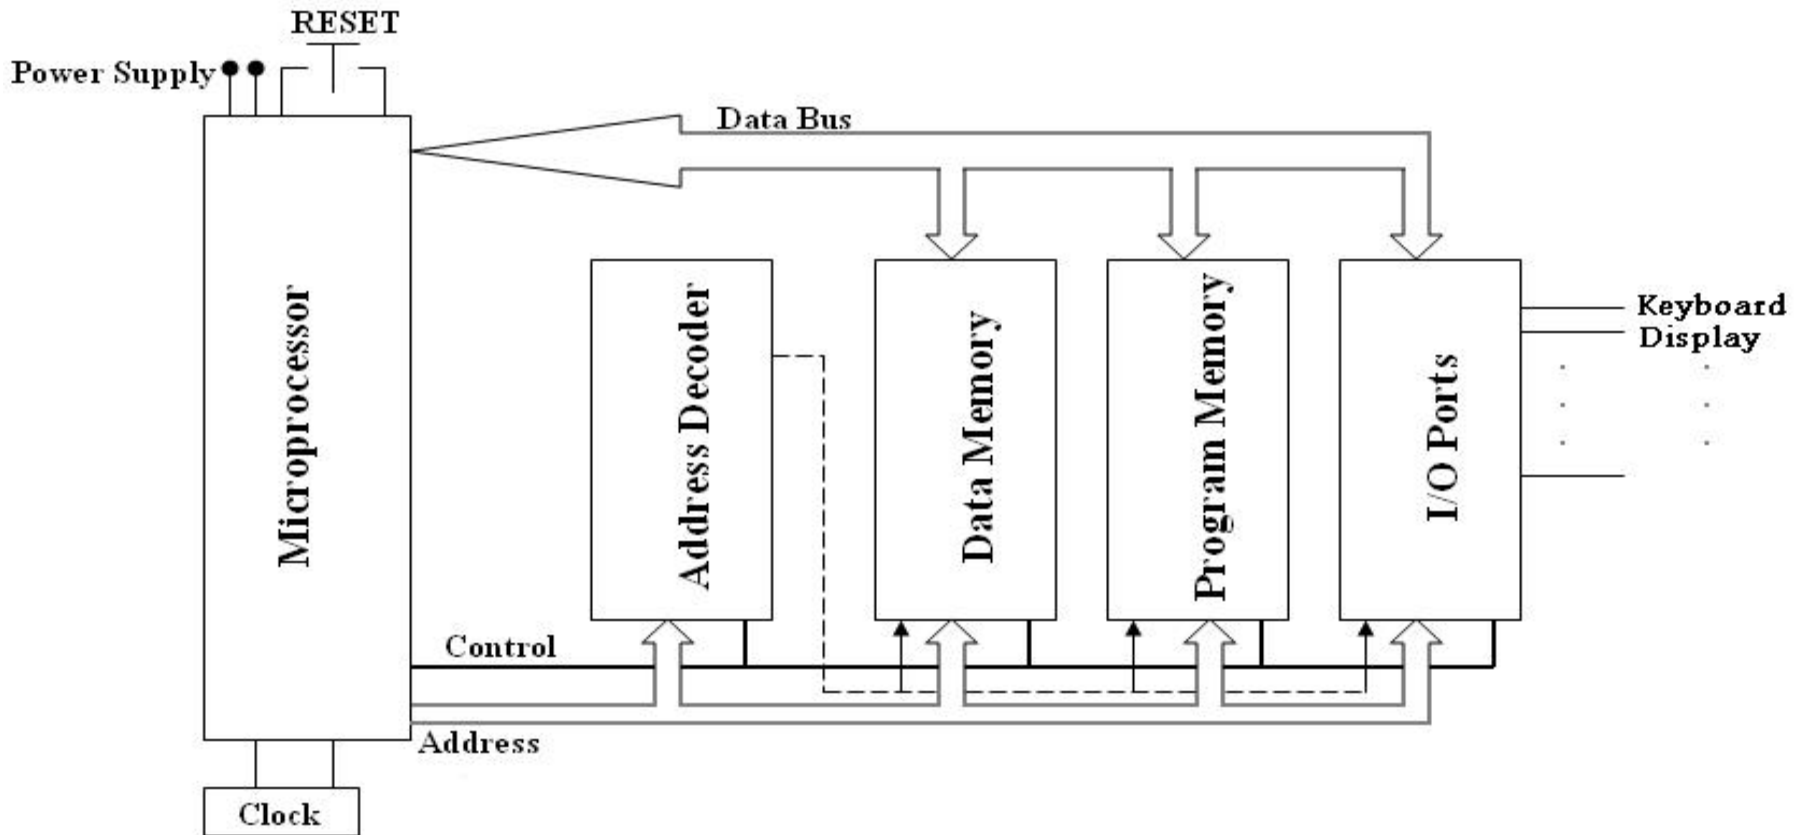 RESET
Power Supply
Data Bus
Microprocessor
Address Decoder
Data Memory
Program Memory
I/O Ports
Keyboard
Display
Control
Address
Clock